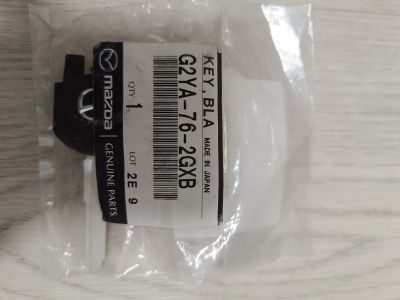 KEY, BLA
MADE IN JAPAN
G2YA-76-2GXB
QTY 1
LOT 2E 9
mazda
GENUINE PARTS